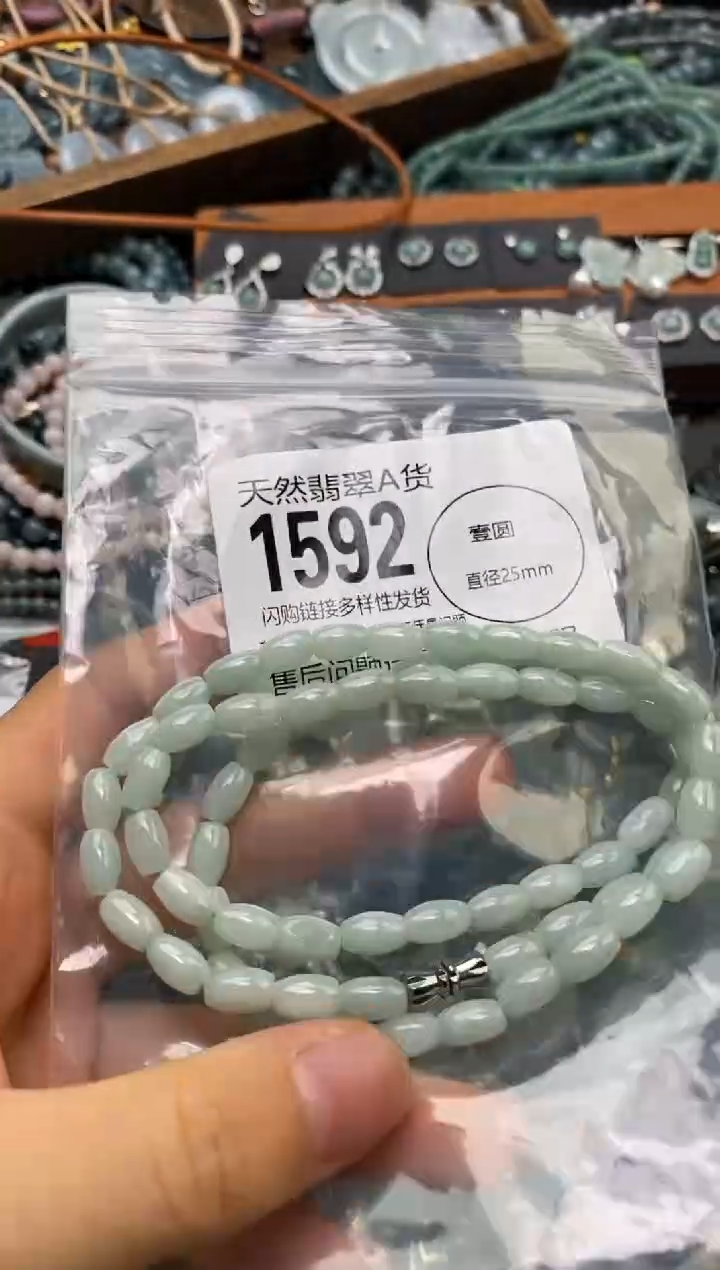 天然翡翠A货
1592
壹圆
直径25mm
闪购链接多样性发货
售后问题